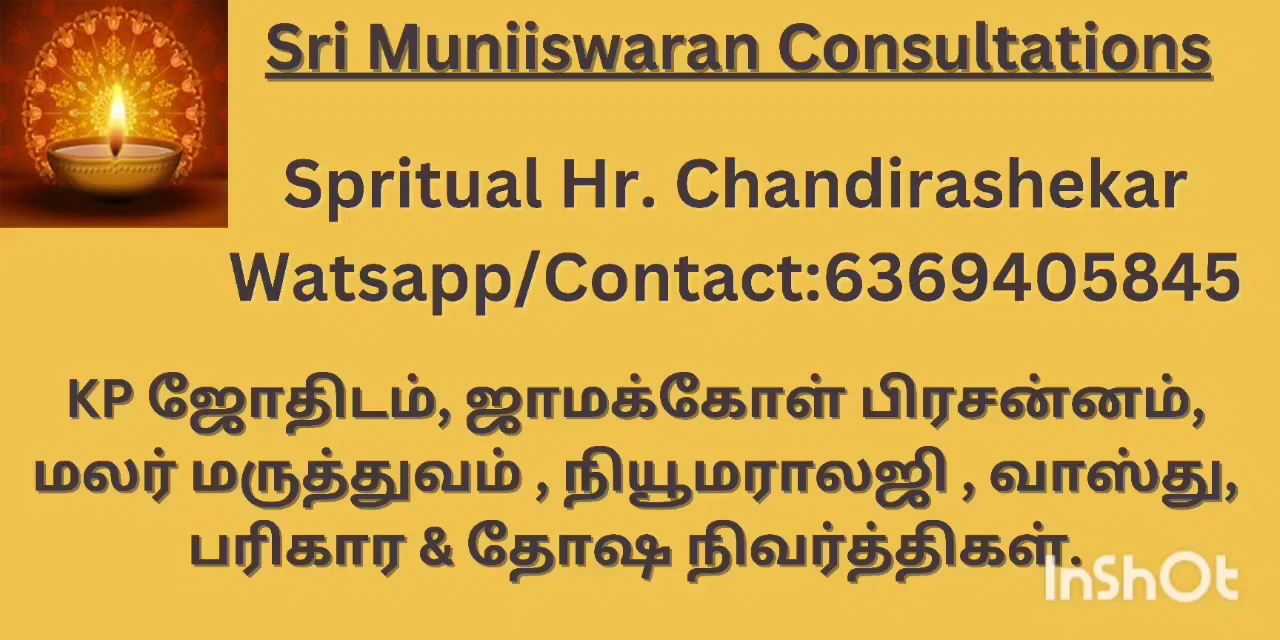 Sri Muniiswaran Consultations
Spritual Hr. Chandirashekar
Watsapp/Contact:6369405845
KP ஜோதிடம், ஜாமக்கோள் பிரசன்னம்,
மலர் மருத்துவம் , நியூமராலஜி , வாஸ்து,
பரிகார & தோஷ நிவர்த்திகள்.
InShOt